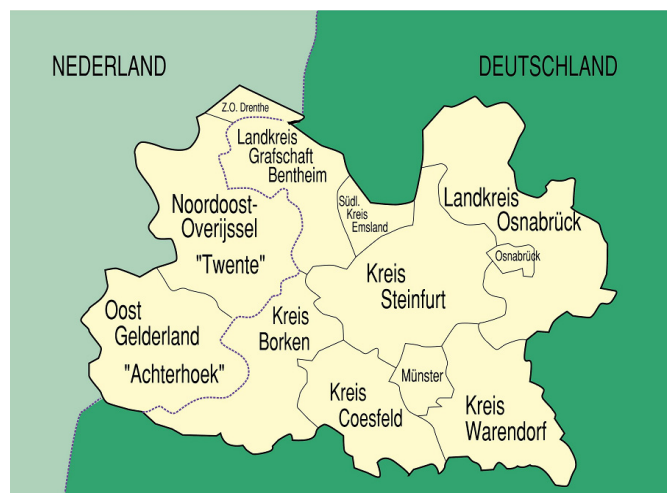 NEDERLAND
DEUTSCHLAND
Z.O. Drenthe
Landkreis
Grafschaft
Bentheim
Südl.
Kreis
Emsland
Landkreis
Osnabrück
Osnabrück
Noordoost-
Overijssel
"Twente"
Kreis
Steinfurt
Oost
Gelderland
"Achterhoek"
Kreis
Borken
Münster
Kreis
Coesfeld
Kreis
Warendorf